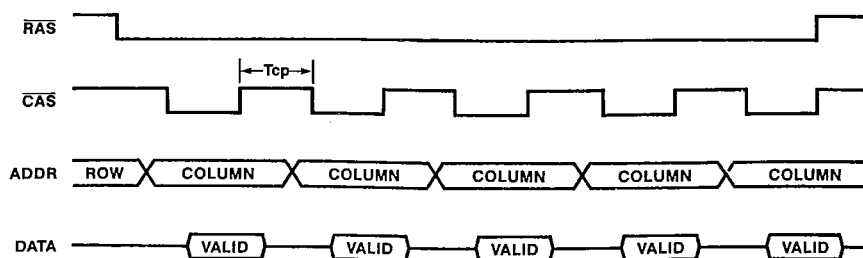 RAS
Tcp
CAS
ADDR ROW COLUMN COLUMN COLUMN COLUMN COLUMN
DATA VALID VALID VALID VALID VALID